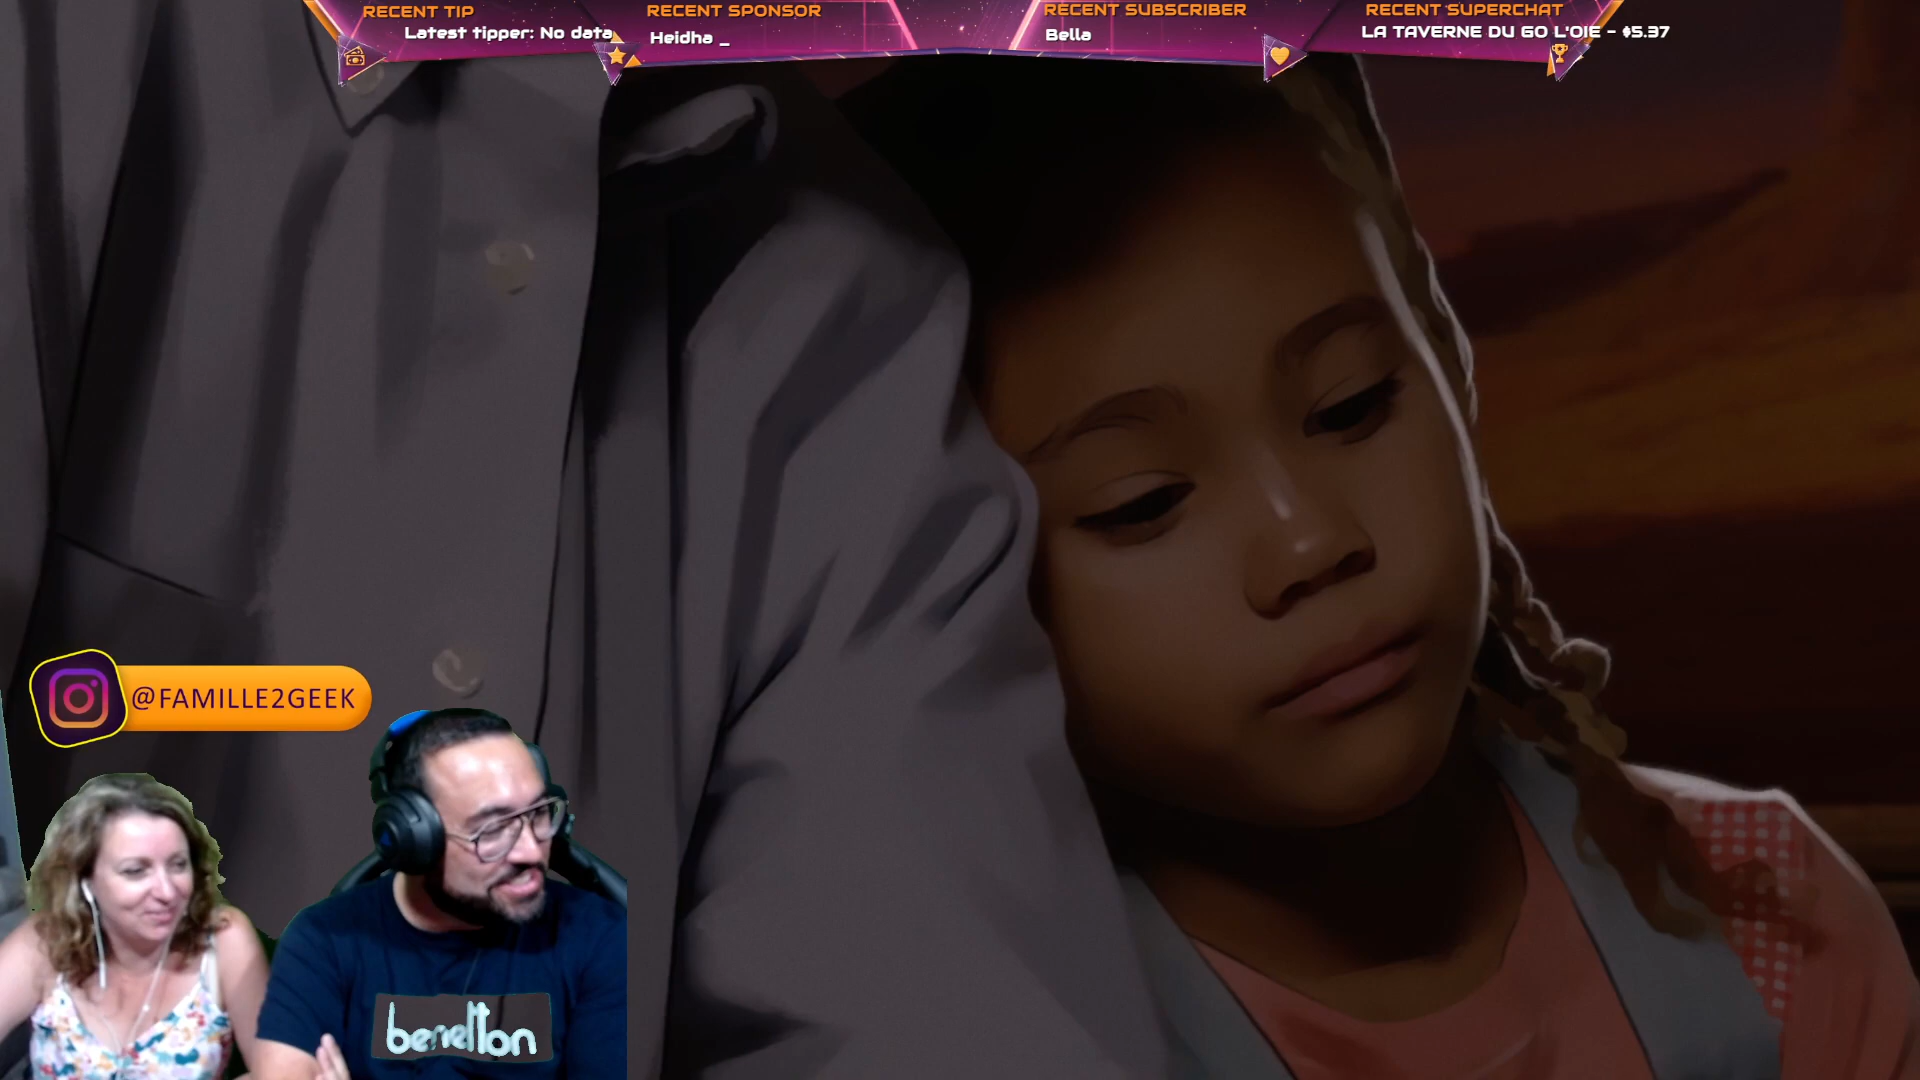 RECENT TIP
Latest tipper: No data
RECENT SPONSOR
Heidha _
RECENT SUBSCRIBER
Bella
RECENT SUPERCHAT
LA TAVERNE DU GO L'OIE - $5.37
@FAMILLE2GEEK
benetton